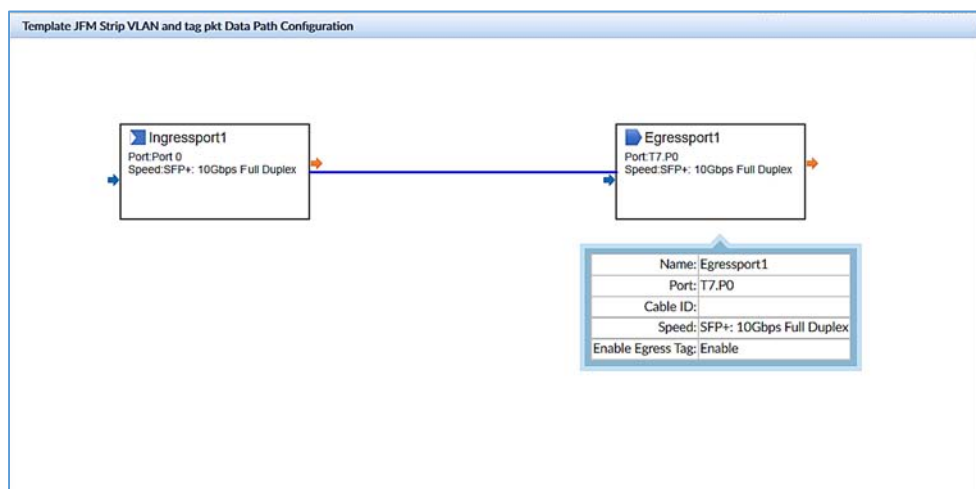 Template JFM Strip VLAN and tag pkt Data Path Configuration
Ingressport1
Port:Port 0
Speed:SFP+: 10Gbps Full Duplex
Egressport1
Port:T7.P0
Speed:SFP+: 10Gbps Full Duplex
Name: Egressport1
Port: T7.P0
Cable ID:
Speed: SFP+: 10Gbps Full Duplex
Enable Egress Tag: Enable